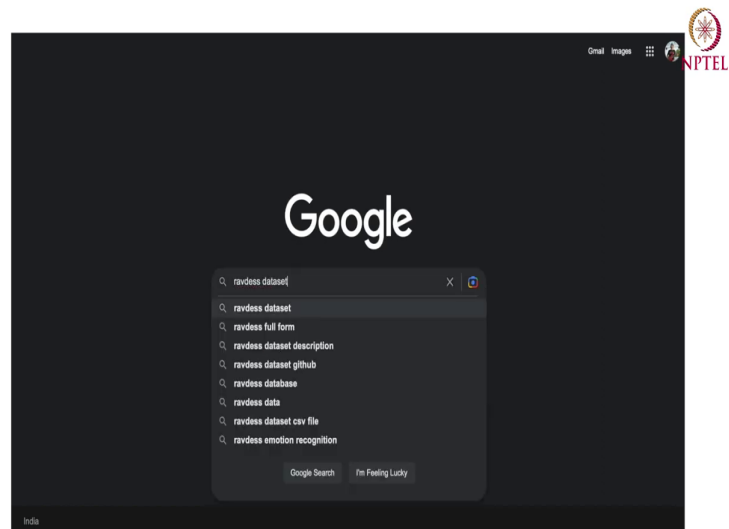 Gmail Images
NPTEL
Google
ravdess dataset
ravdess dataset
ravdess full form
ravdess dataset description
ravdess dataset github
ravdess database
ravdess data
ravdess dataset csv file
ravdess emotion recognition
Google Search I'm Feeling Lucky
India